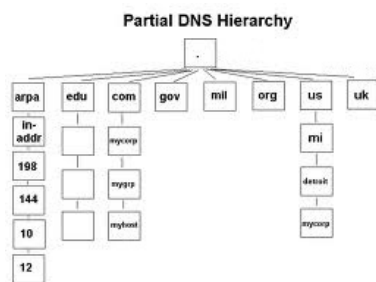 Partial DNS Hierarchy
.
arpa edu com gov mil org us uk
in-
addr
mycorp
mi
198
144
mygrp
detroit
10
myhost
mycorp
12